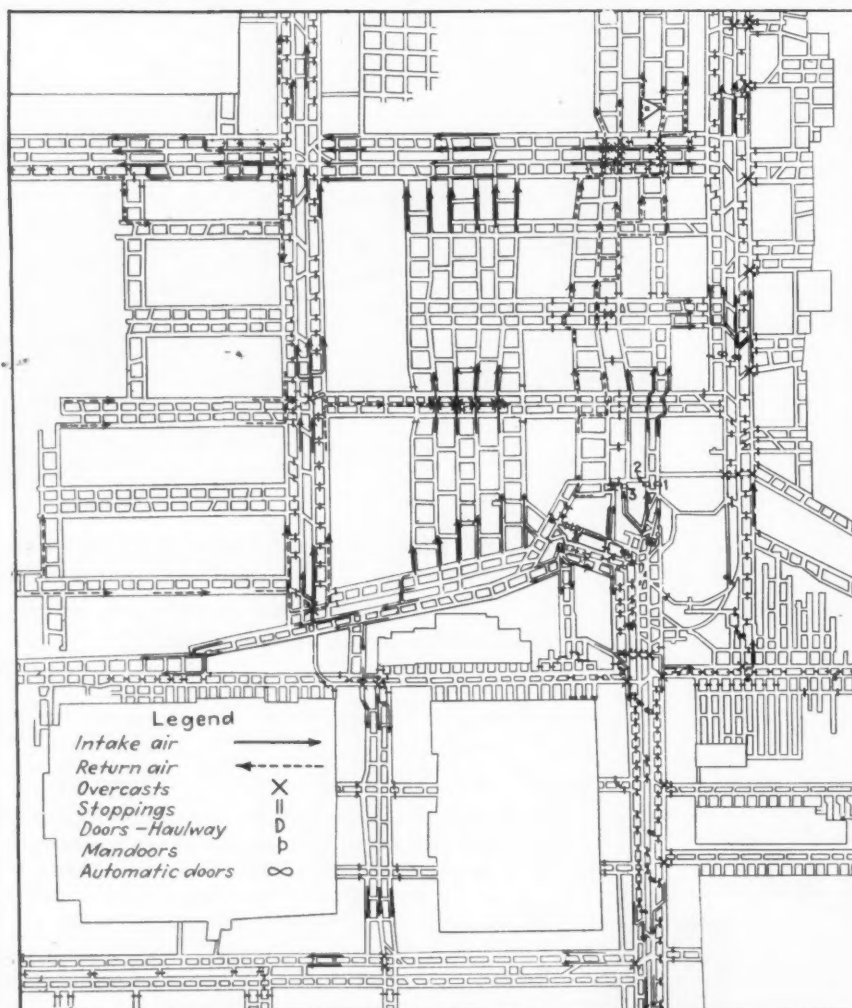 2
1
3
Legend
Intake air
Return air
Overcasts
Stoppings
Doors - Haulway D
Mandoors
Automatic doors